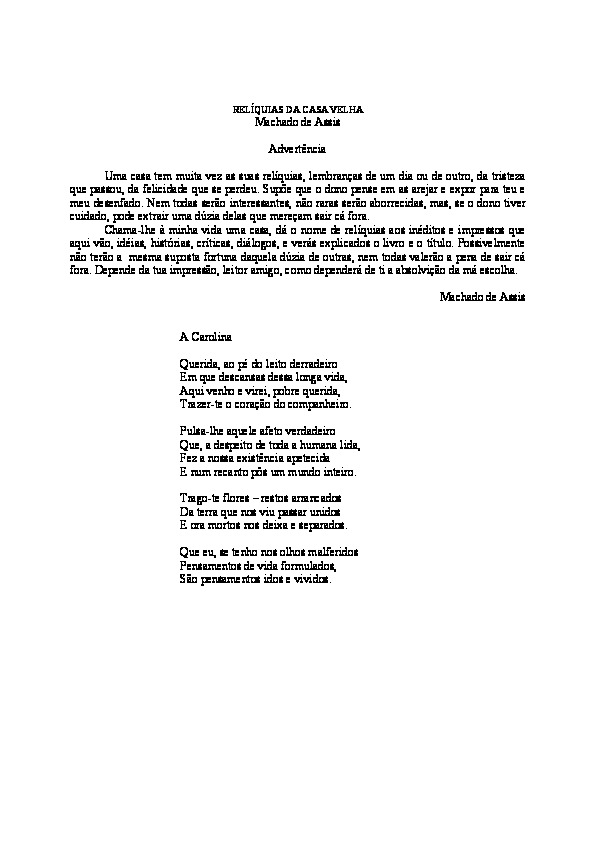 RELÍQUIAS DA CASA VELHA
Machado de Assis
Advertência
Uma casa tem muita vez as suas relíquias, lembranças de um dia ou de outro, da tristeza
que passou, da felicidade que se perdeu. Supõe que o dono pense em as arejar e expor para teu e
meu desenfado. Nem todas serão interessantes, não raras serão aborrecidas, mas, se o dono tiver
cuidado, pode extrair uma dúzia delas que mereçam sair cá fora.
Chama-lhe à minha vida uma casa, dá o nome de relíquias aos inéditos e impressos que
aqui vão, idéias, histórias, críticas, diálogos, e verás explicados o livro e o título. Possivelmente
não terão a mesma suposta fortuna daquela dúzia de outras, nem todas valerão a pena de sair cá
fora. Depende da tua impressão, leitor amigo, como dependerá de ti a absolvição da má escolha.
Machado de Assis
A Carolina
Querida, ao pé do leito derradeiro
Em que descansas dessa longa vida,
Aqui venho e virei, pobre querida,
Trazer-te o coração do companheiro.
Pulsa-lhe aquele afeto verdadeiro
Que, a despeito de toda a humana lida,
Fez a nossa existência apetecida
E num recanto pôs um mundo inteiro.
Trago-te flores – restos arrancados
Da terra que nos viu passar unidos
E ora mortos nos deixa e separados.
Que eu, se tenho nos olhos malferidos
Pensamentos de vida formulados,
São pensamentos idos e vividos.